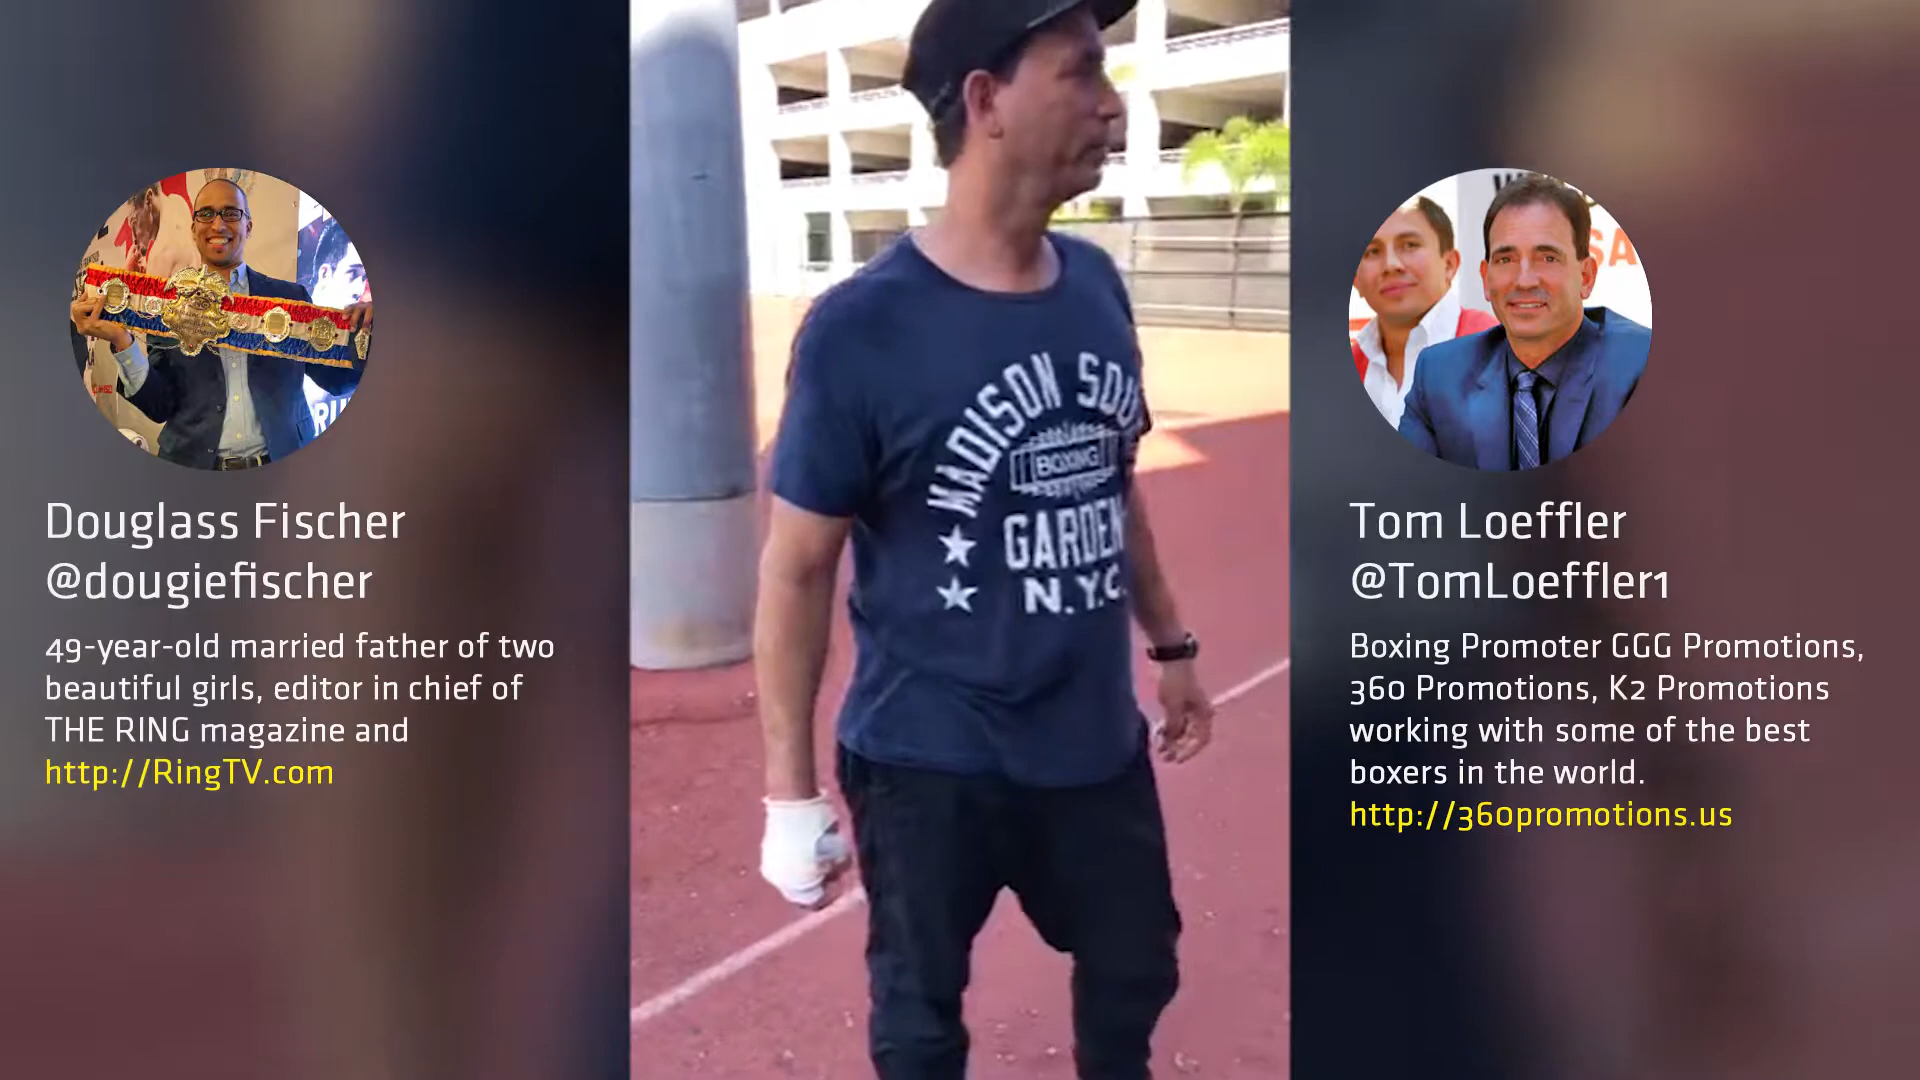 Douglass Fischer
@dougiefischer
49-year-old married father of two
beautiful girls, editor in chief of
THE RING magazine and
http://RingTV.com
MADISON
BOXING
GARDEN
N.Y.C.
Tom Loeffler
@TomLoeffler1
Boxing Promoter GGG Promotions,
360 Promotions, K2 Promotions
working with some of the best
boxers in the world.
http://360promotions.us